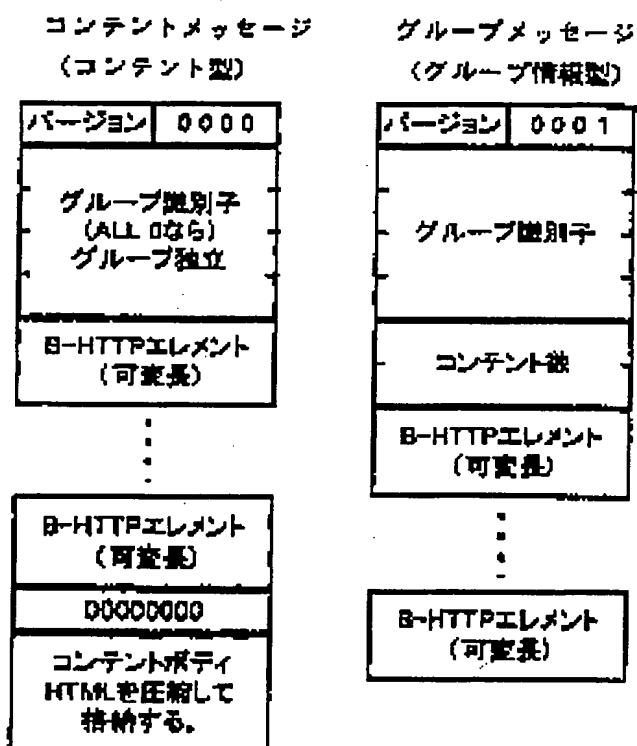 コンテントメッセージ
(コンテント型)
バージョン 0000
グループ識別子
(ALL 0なら)
グループ独立
B-HTTPエレメント
(可変長)
B-HTTPエレメント
(可変長)
00000000
コンテントボディ
HTMLを圧縮して
格納する。
グループメッセージ
(グループ情報型)
バージョン 0001
グループ識別子
コンテント数
B-HTTPエレメント
(可変長)
B-HTTPエレメント
(可変長)